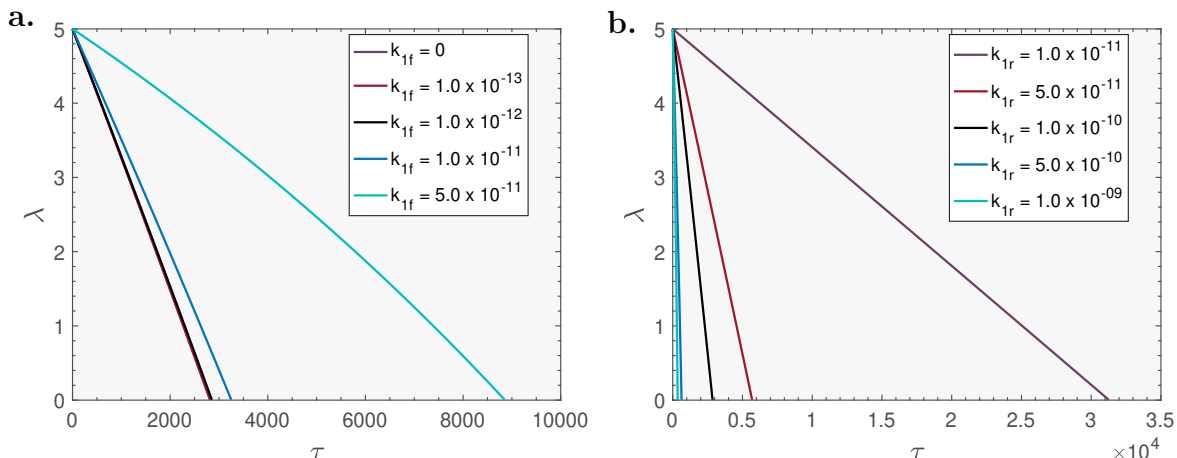 a.
5
4
3
2
1
0
λ
0
2000
4000
6000
8000
10000
τ
k1f = 0
k1f = 1.0 x 10-13
k1f = 1.0 x 10-12
k1f = 1.0 x 10-11
k1f = 5.0 x 10-11
b.
5
4
3
2
1
0
λ
0
0.5
1
1.5
2
2.5
3
3.5
τ
×10⁴
k1r = 1.0 x 10-11
k1r = 5.0 x 10-11
k1r = 1.0 x 10-10
k1r = 5.0 x 10-10
k1r = 1.0 x 10-09